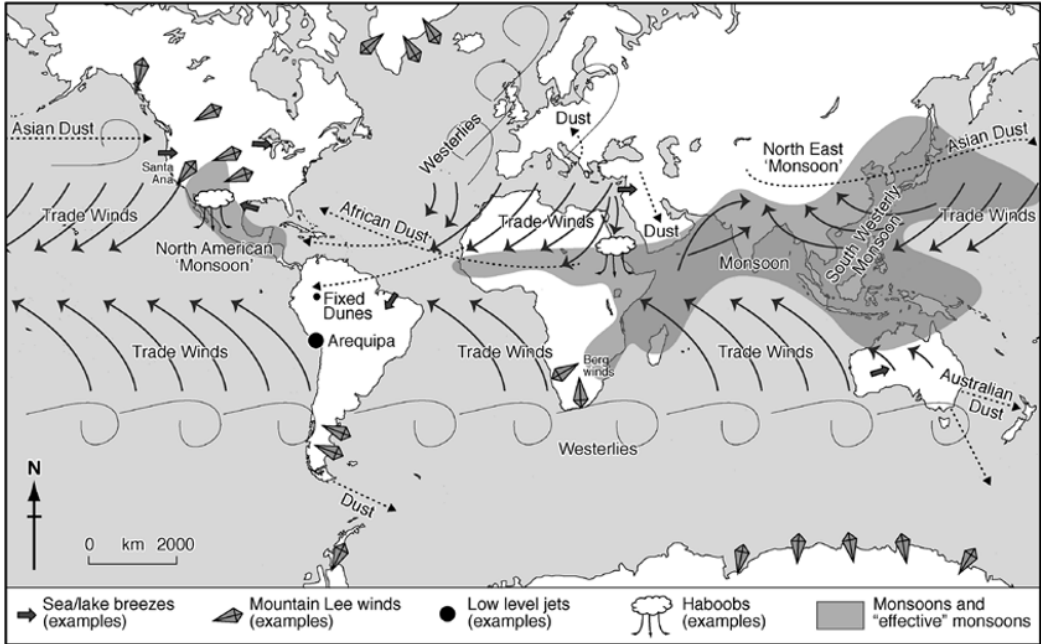 Asian Dust
Santa
Ana
Trade Winds
North American
'Monsoon'
Westerlies
African Dust
Dust
Trade Winds
Dust
North East
'Monsoon'
Asian Dust
South Westerly
Monsoon
Monsoon
Trade Winds
Fixed
Dunes
Arequipa
Trade Winds
Trade Winds
Berg
winds
Trade Winds
Australian
Dust
Westerlies
Dust
N
0 km 2000
Sea/lake breezes
(examples)
Mountain Lee winds
(examples)
Low level jets
(examples)
Haboobs
(examples)
Monsoons and
"effective" monsoons